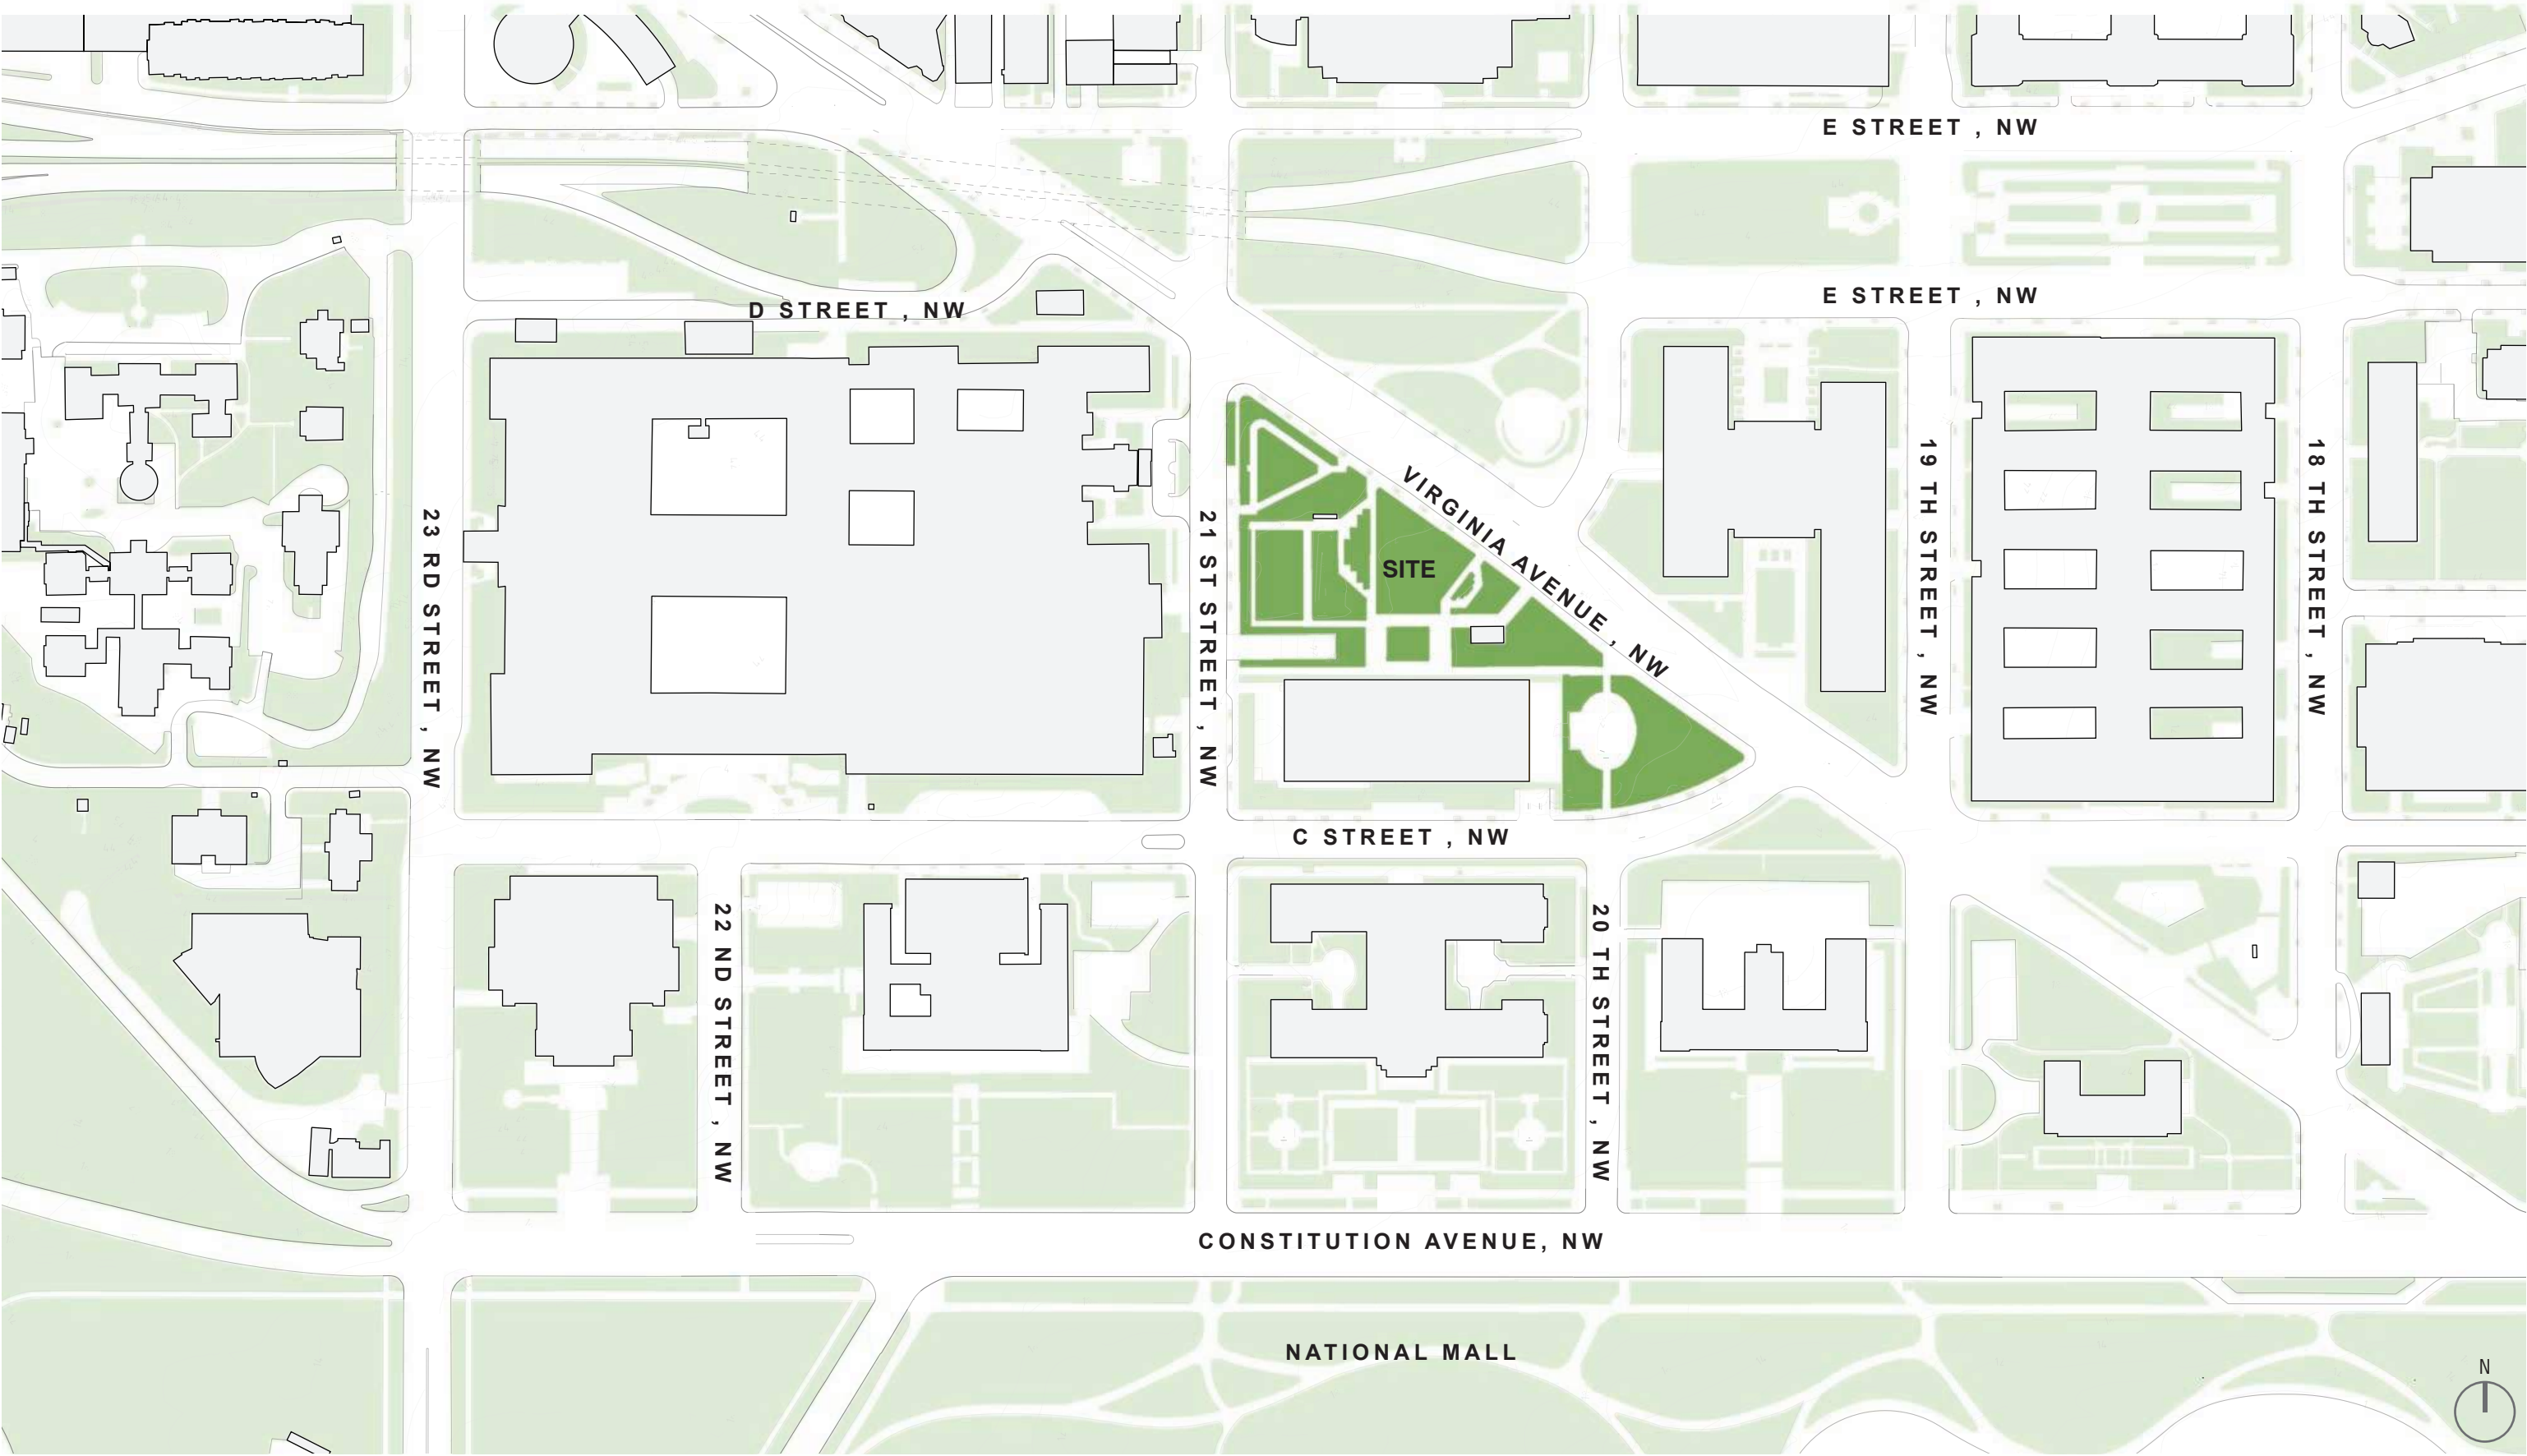 E STREET , NW
E STREET , NW
D STREET , NW
VIRGINIA AVENUE , NW
SITE
23 RD STREET , NW
21 ST STREET , NW
19 TH STREET , NW
18 TH STREET , NW
C STREET , NW
22 ND STREET , NW
20 TH STREET , NW
CONSTITUTION AVENUE, NW
NATIONAL MALL
N